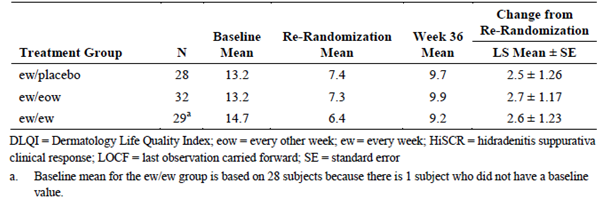 Change from
Baseline Re-Randomization Week 36 Re-Randomization
Treatment Group N Mean Mean Mean LS Mean ± SE
ew/placebo 28 13.2 7.4 9.7 2.5 ± 1.26
ew/eow 32 13.2 7.3 9.9 2.7 ± 1.17
ew/ew 29a 14.7 6.4 9.2 2.6 ± 1.23
DLQI = Dermatology Life Quality Index; eow = every other week; ew = every week; HiSCR = hidradenitis suppurativa
clinical response; LOCF = last observation carried forward; SE = standard error
a. Baseline mean for the ew/ew group is based on 28 subjects because there is 1 subject who did not have a baseline
value.